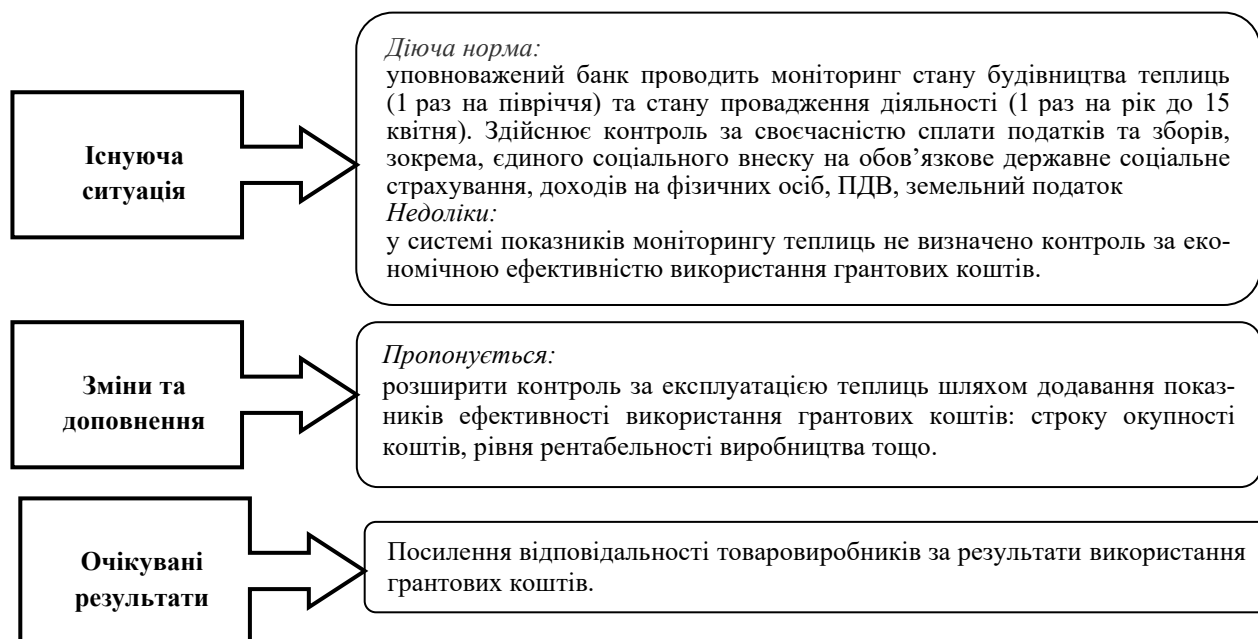 Існуюча
ситуація
Діюча норма:
уповноважений банк проводить моніторинг стану будівництва теплиць
(1 раз на півріччя) та стану провадження діяльності (1 раз на рік до 15
квітня). Здійснює контроль за своєчасністю сплати податків та зборів,
зокрема, єдиного соціального внеску на обов’язкове державне соціальне
страхування, доходів на фізичних осіб, ПДВ, земельний податок
Недоліки:
у системі показників моніторингу теплиць не визначено контроль за еко-
номічною ефективністю використання грантових коштів.
Зміни та
доповнення
Пропонується:
розширити контроль за експлуатацією теплиць шляхом додавання показ-
ників ефективності використання грантових коштів: строку окупності
коштів, рівня рентабельності виробництва тощо.
Очікувані
результати
Посилення відповідальності товаровиробників за результати використання
грантових коштів.